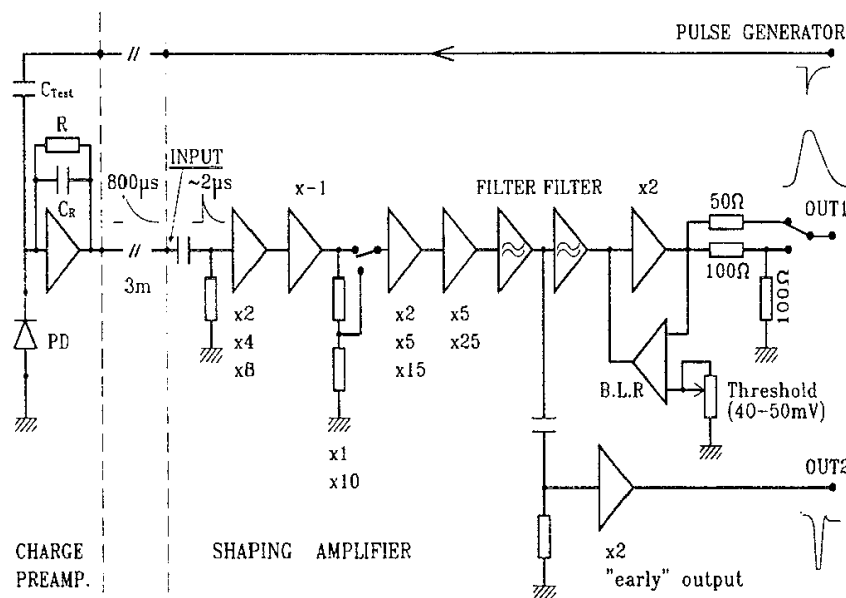 PULSE GENERATOR
C_Test
R
C_R
800μs
INPUT
~2μs
x-1
FILTER FILTER
x2
50Ω
OUT1
100Ω
100Ω
3m
PD
x2
x4
x8
x2
x5
x15
x5
x25
B.L.R
Threshold
(40-50mV)
x1
x10
OUT2
x2
"early" output
CHARGE
PREAMP.
SHAPING AMPLIFIER